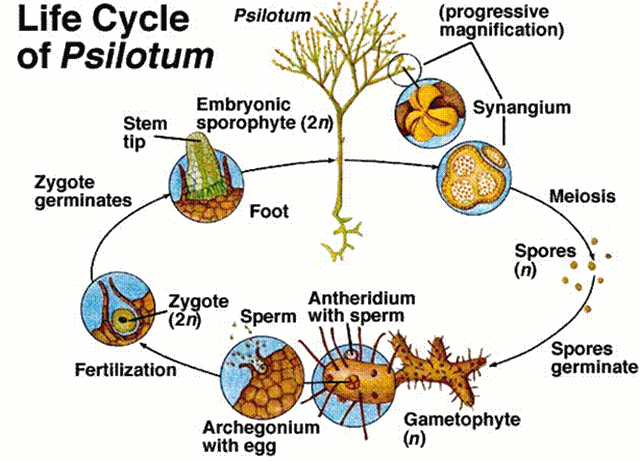 Life Cycle
of Psilotum
Psilotum
(progressive
magnification)
Synangium
Embryonic
sporophyte (2n)
Stem
tip
Foot
Zygote
germinates
Meiosis
Spores
(n)
Spores
germinate
Gametophyte
(n)
Antheridium
with sperm
Sperm
Archegonium
with egg
Fertilization
Zygote
(2n)